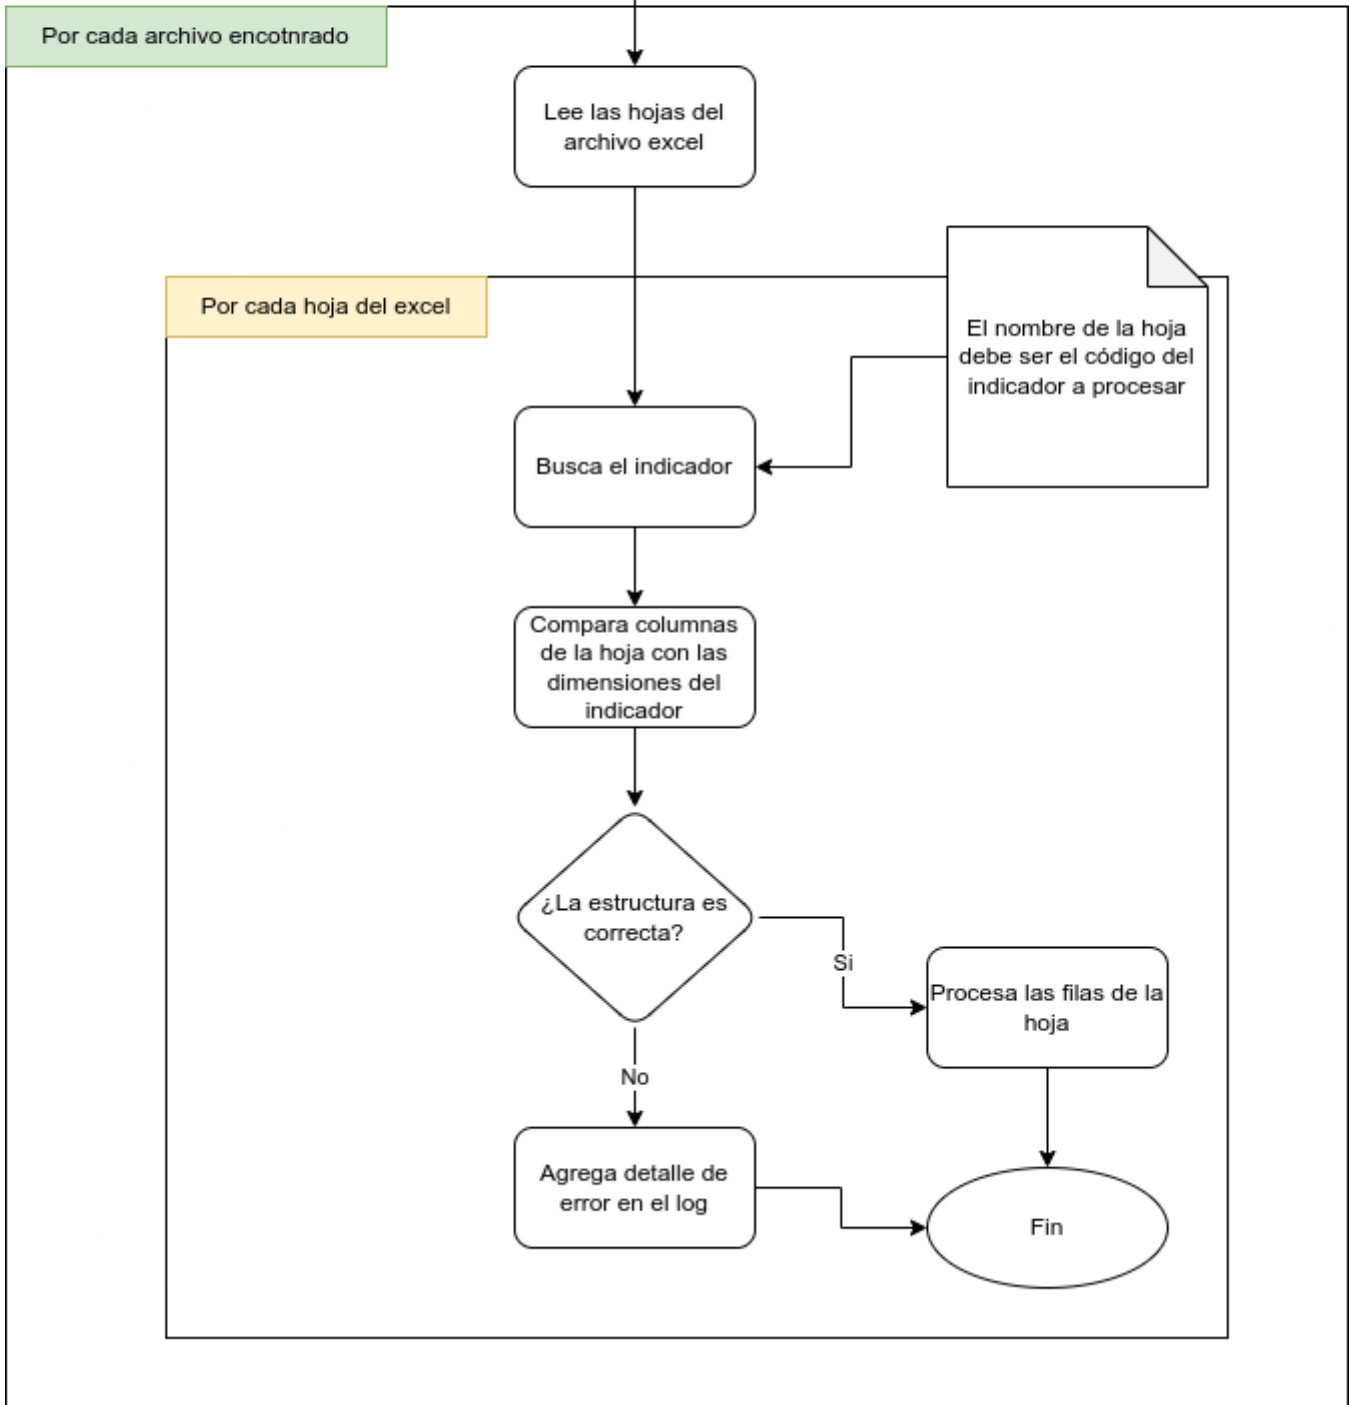 Por cada archivo encotnrado
Lee las hojas del
archivo excel
Por cada hoja del excel
El nombre de la hoja
debe ser el código del
indicador a procesar
Busca el indicador
Compara columnas
de la hoja con las
dimensiones del
indicador
¿La estructura es
correcta?
Si
Procesa las filas de la
hoja
No
Agrega detalle de
error en el log
Fin